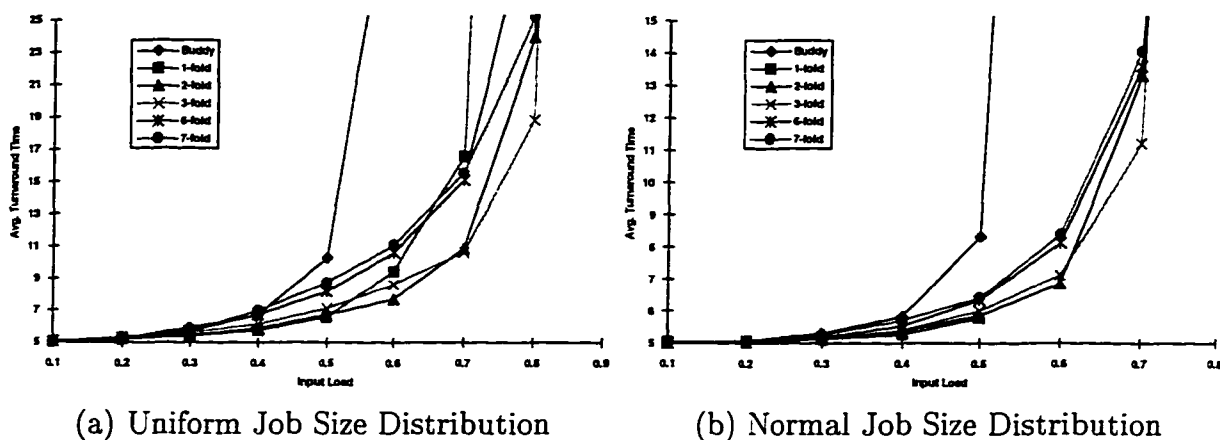 25
23
21
19
17
15
13
11
9
7
5
Avg. Turnaround Time
Buddy
1-fold
2-fold
3-fold
6-fold
7-fold
0.1 0.2 0.3 0.4 0.5 0.6 0.7 0.8 0.9
Input Load
(a) Uniform Job Size Distribution
15
14
13
12
11
10
9
8
7
6
5
Avg. Turnaround Time
Buddy
1-fold
2-fold
3-fold
6-fold
7-fold
0.1 0.2 0.3 0.4 0.5 0.6 0.7 0.8
Input Load
(b) Normal Job Size Distribution